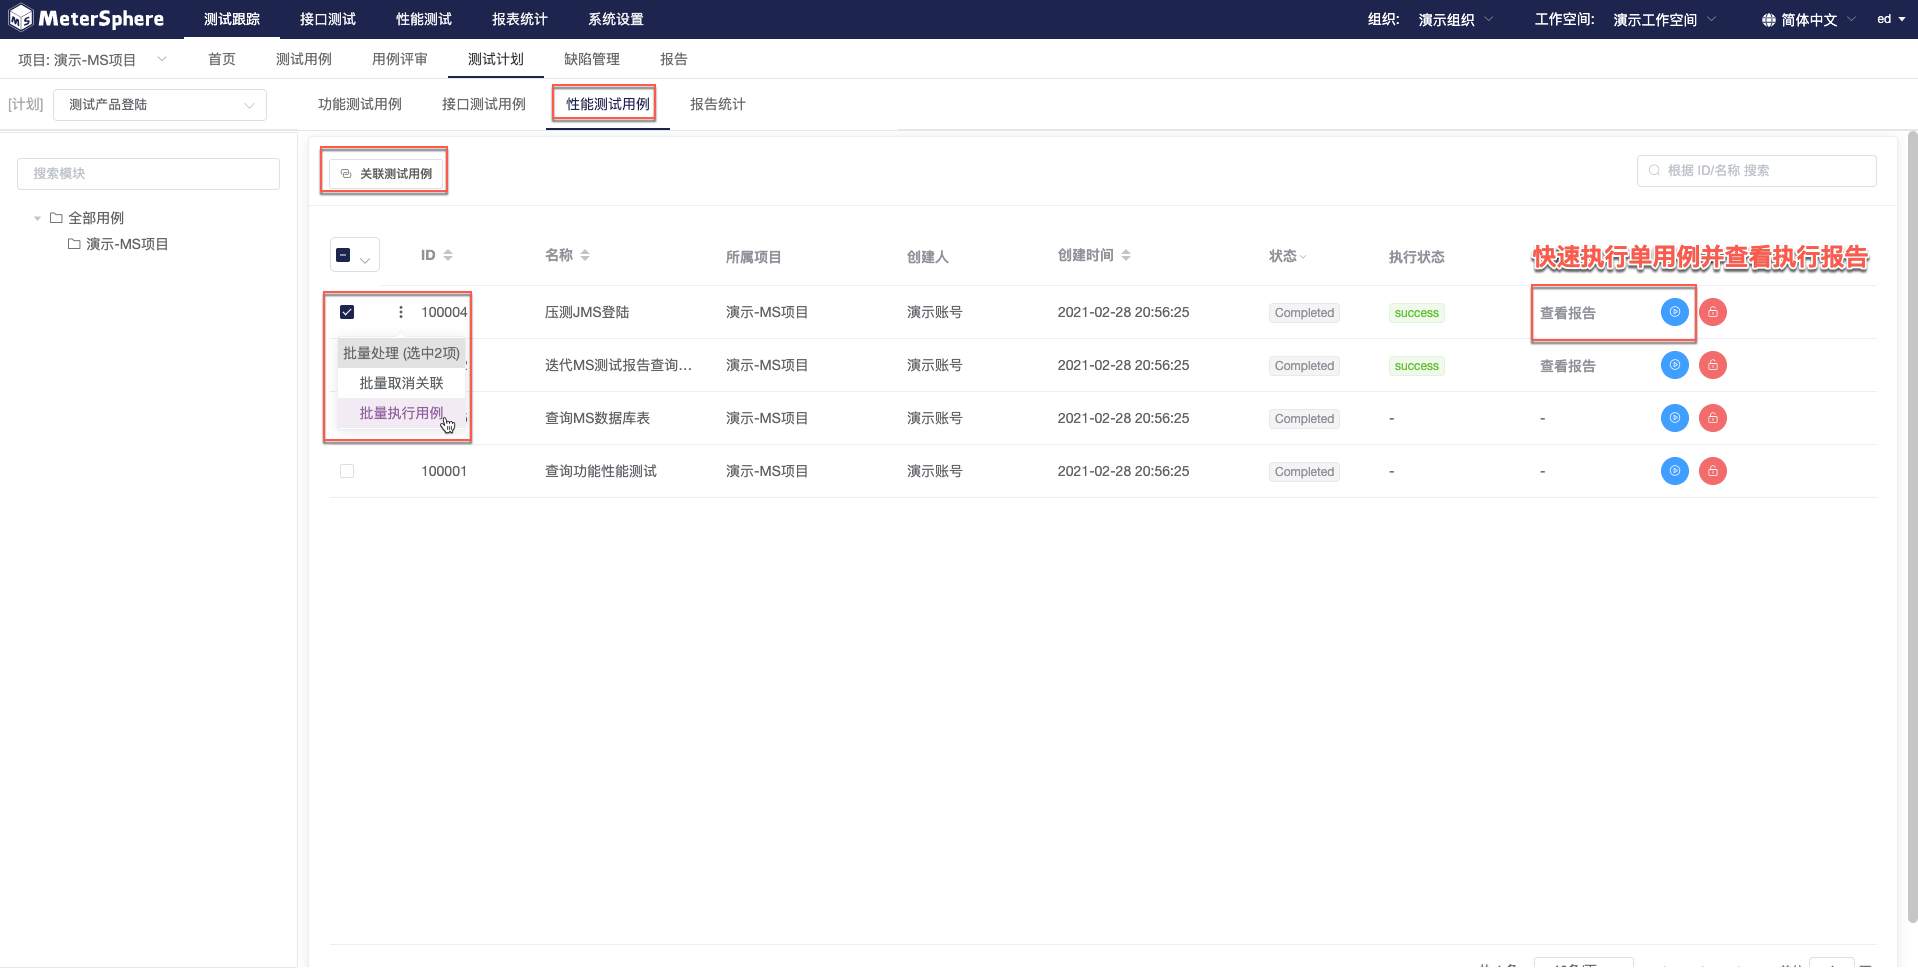 MeterSphere 测试跟踪 接口测试 性能测试 报表统计 系统设置 组织: 演示组织 工作空间: 演示工作空间 简体中文 ed
项目: 演示-MS项目 首页 测试用例 用例评审 测试计划 缺陷管理 报告
[计划] 测试产品登陆 功能测试用例 接口测试用例 性能测试用例 报告统计
搜索模块
全部用例
演示-MS项目
关联测试用例 根据 ID/名称 搜索
ID 名称 所属项目 创建人 创建时间 状态 执行状态 快速执行单用例并查看执行报告
100004 压测JMS登陆 演示-MS项目 演示账号 2021-02-28 20:56:25 Completed success 查看报告
批量处理 (选中2项)
迭代MS测试报告查询... 演示-MS项目 演示账号 2021-02-28 20:56:25 Completed success 查看报告
批量取消关联
批量执行用例
查询MS数据库表 演示-MS项目 演示账号 2021-02-28 20:56:25 Completed - -
100001 查询功能性能测试 演示-MS项目 演示账号 2021-02-28 20:56:25 Completed - -